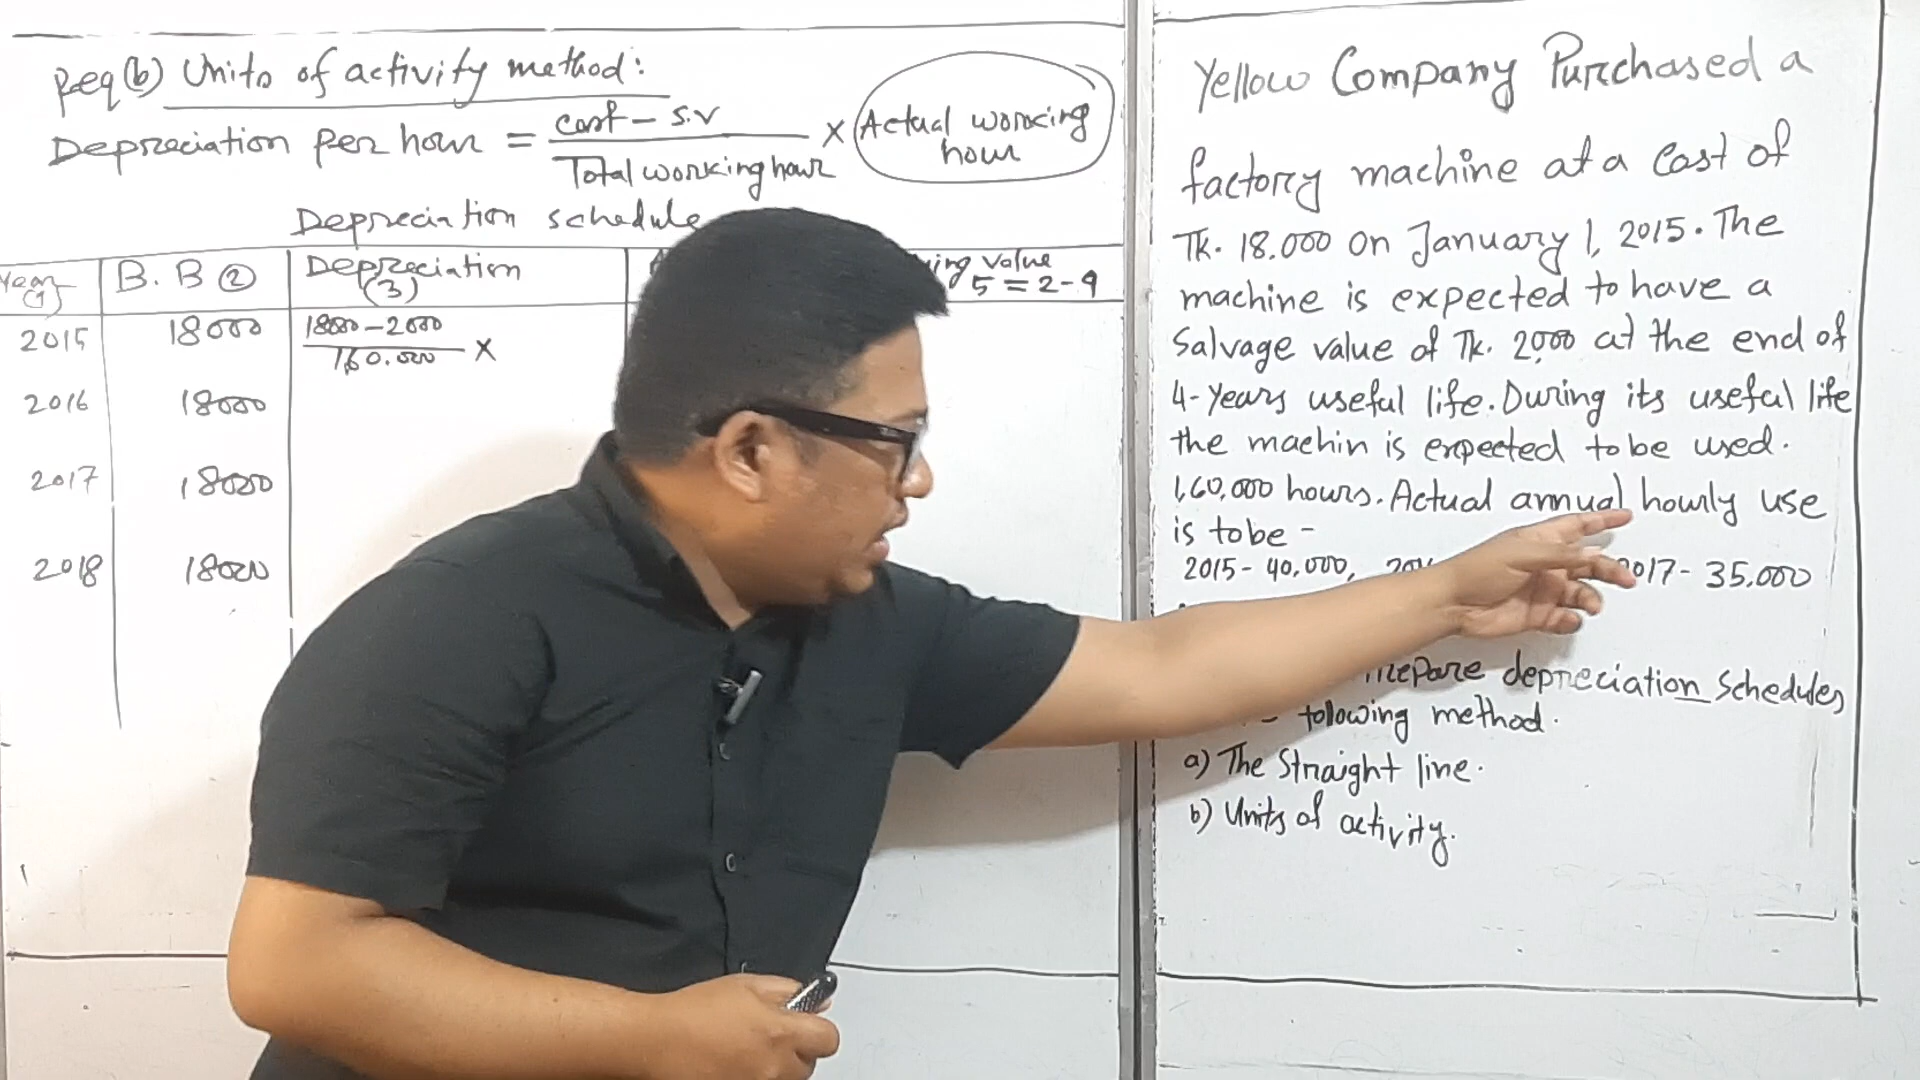 Req (b) Units of activity method:
Depreciation Per hour = cost - s.v / Total working hour × Actual working hour
Depreciation schedule
Year (1) B. B ② Depreciation (3) value 5 = 2 - 4
2015 18000 18000 - 2000 / 1,60.000 ×
2016 18000
2017 18000
2018 18000
Yellow Company Purchased a
factory machine at a Cost of
Tk. 18.000 on January 1, 2015. The
machine is expected to have a
Salvage value of Tk. 2,000 at the end of
4-Years useful life. During its useful life
the machin is expected to be used.
1,60,000 hours. Actual annual hourly use
is to be -
2015 - 40,000, 2017 - 35.000
Prepare depreciation Schedules,
folowing method.
a) The Straight line.
b) Units of activity.